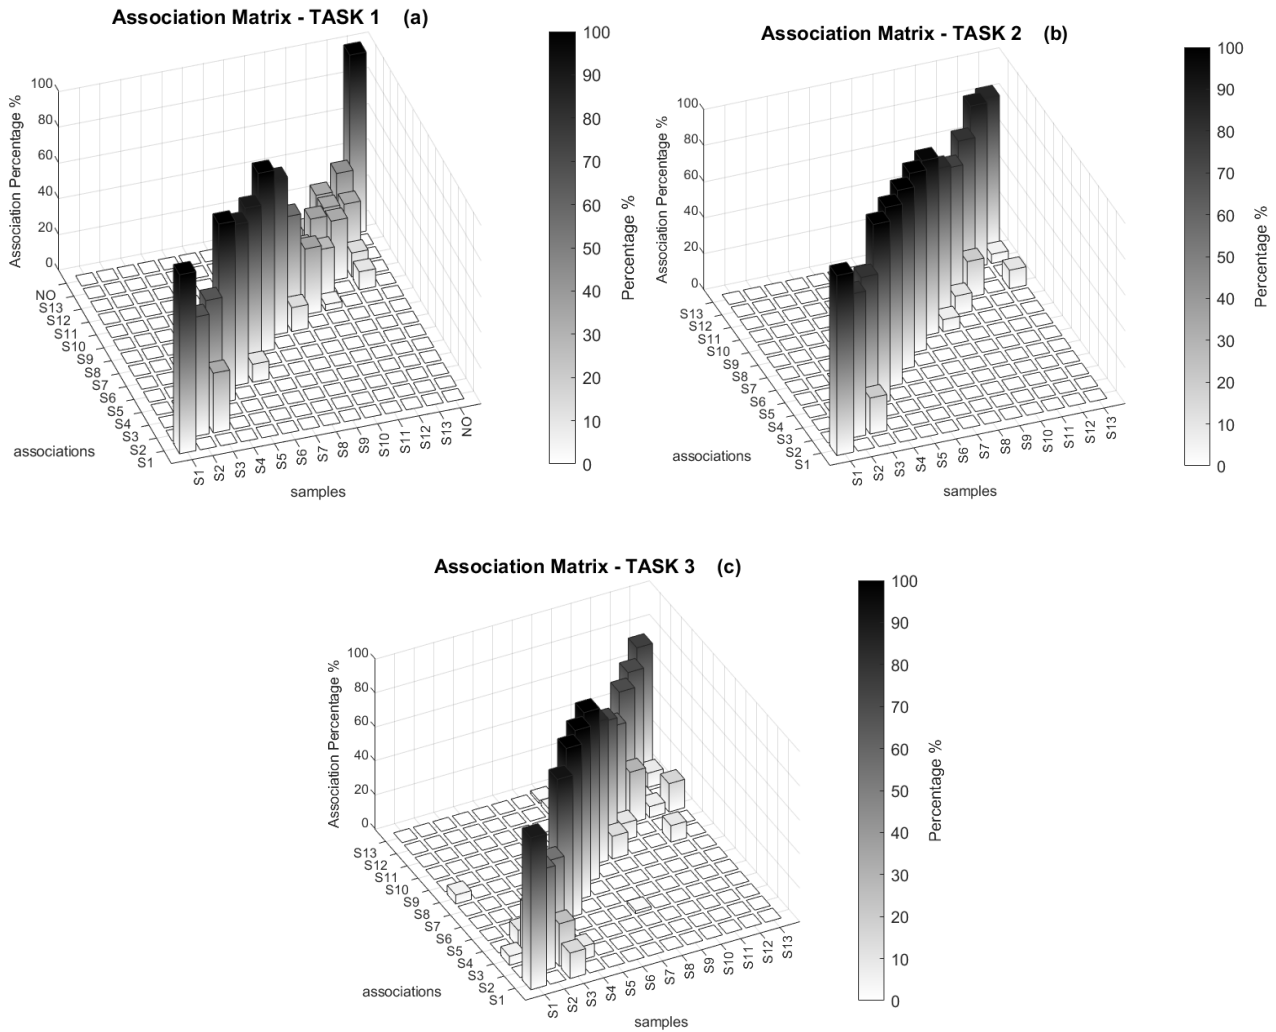 Association Matrix - TASK 1 (a)
Association Percentage %
100
80
60
40
20
0
NO
S13
S12
S11
S10
S9
S8
S7
S6
S5
S4
S3
S2
S1
associations
S1
S2
S3
S4
S5
S6
S7
S8
S9
S10
S11
S12
S13
NO
samples
100
90
80
70
60
50
40
30
20
10
0
Percentage %
Association Matrix - TASK 2 (b)
Association Percentage %
100
80
60
40
20
0
S13
S12
S11
S10
S9
S8
S7
S6
S5
S4
S3
S2
S1
associations
S1
S2
S3
S4
S5
S6
S7
S8
S9
S10
S11
S12
S13
samples
100
90
80
70
60
50
40
30
20
10
0
Percentage %
Association Matrix - TASK 3 (c)
Association Percentage %
100
80
60
40
20
0
S13
S12
S11
S10
S9
S8
S7
S6
S5
S4
S3
S2
S1
associations
S1
S2
S3
S4
S5
S6
S7
S8
S9
S10
S11
S12
S13
samples
100
90
80
70
60
50
40
30
20
10
0
Percentage %